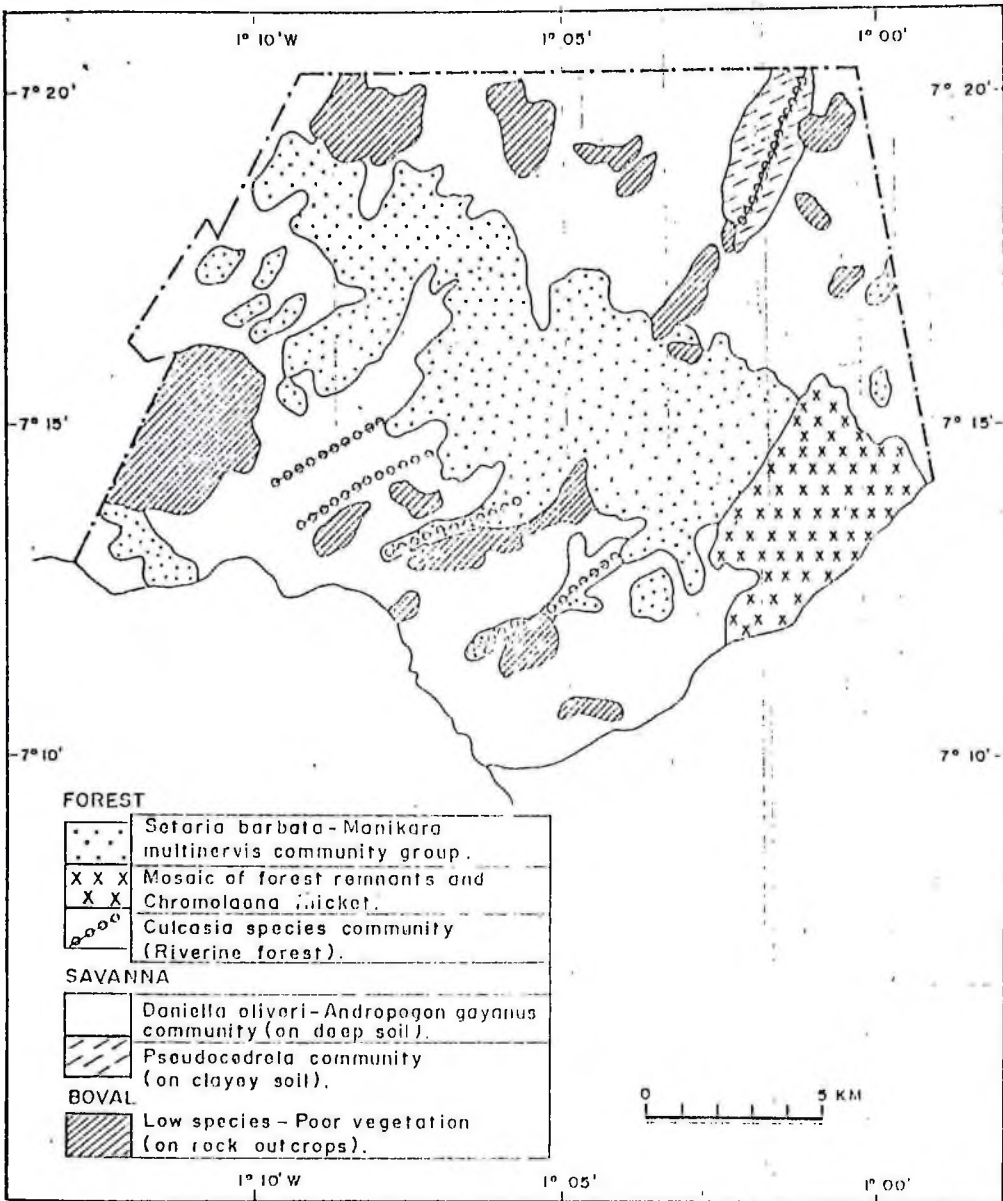 1° 10'W 1° 05' 1° 00'
7° 20' 7° 20'
7° 15' 7° 15'
7° 10' 7° 10'
FOREST
Setaria barbata - Manikara
multinervis community group.
Mosaic of forest remnants and
Chromolaena
Culcasia species community
(Riverine forest).
SAVANNA
Daniella oliveri - Andropogon gayanus
community (on deep soil).
Pseudocedrela community
(on clayey soil).
BOVAL
Low species - Poor vegetation
(on rock outcrops).
0 5 KM
1° 10'W 1° 05' 1° 00'